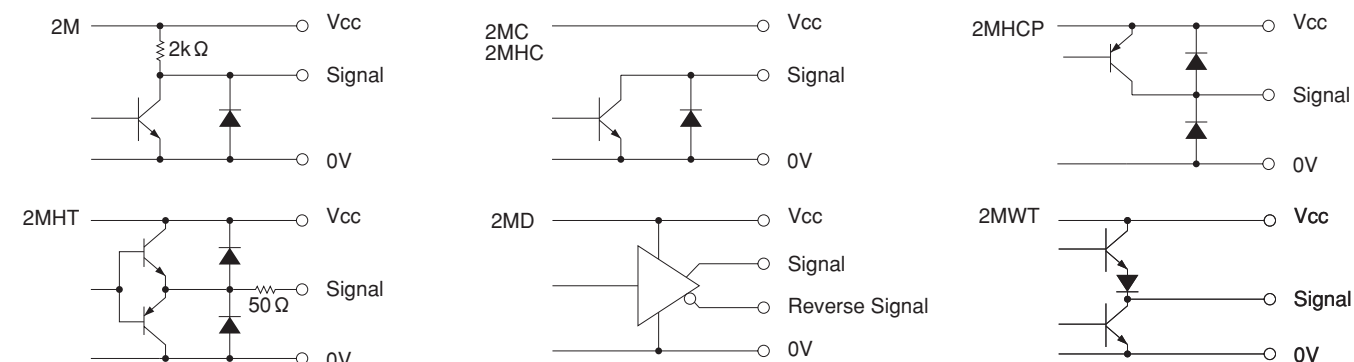 2M
Vcc
2kΩ
Signal
0V
2MC
2MHC
Vcc
Signal
0V
2MHCP
Vcc
Signal
0V
2MHT
Vcc
Signal
50Ω
0V
2MD
Vcc
Signal
Reverse Signal
0V
2MWT
Vcc
Signal
0V